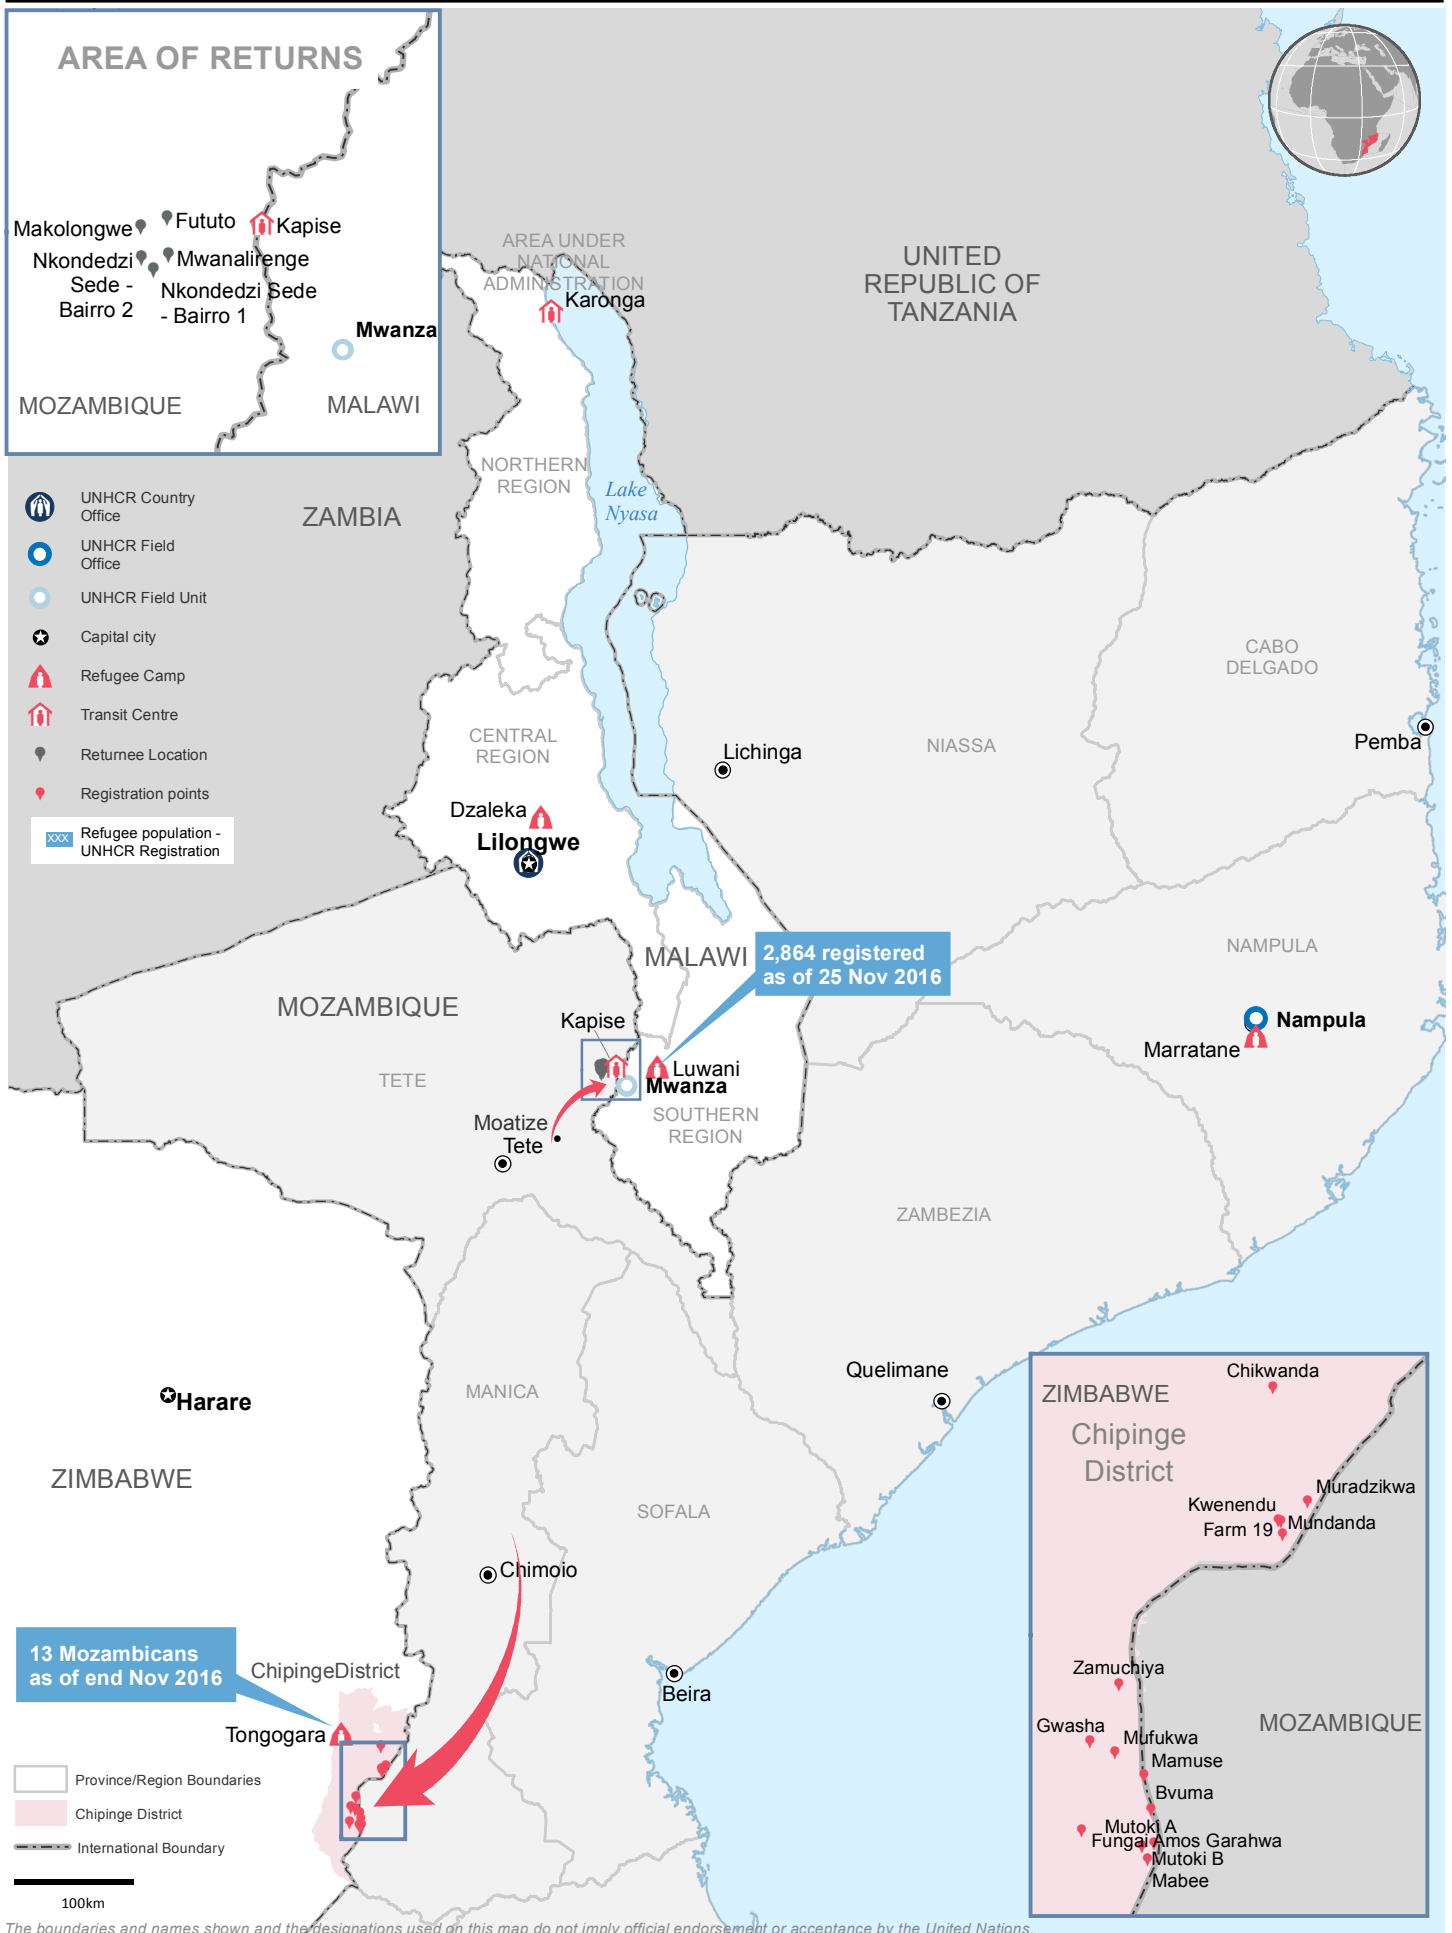 AREA OF RETURNS
Makolongwe
Fututo
Kapise
Nkondedzi
Sede -
Bairro 2
Mwanalirenge
Nkondedzi Sede
- Bairro 1
Mwanza
MOZAMBIQUE
MALAWI
AREA UNDER
NATIONAL
ADMINISTRATION
Karonga
UNITED
REPUBLIC OF
TANZANIA
NORTHERN
REGION
Lake
Nyasa
ZAMBIA
UNHCR Country
Office
UNHCR Field
Office
UNHCR Field Unit
Capital city
Refugee Camp
Transit Centre
Returnee Location
Registration points
XXX
Refugee population -
UNHCR Registration
CABO
DELGADO
CENTRAL
REGION
Lichinga
NIASSA
Pemba
Dzaleka
Lilongwe
MALAWI
2,864 registered
as of 25 Nov 2016
NAMPULA
MOZAMBIQUE
Kapise
Nampula
Marratane
Luwani
Mwanza
TETE
SOUTHERN
REGION
Moatize
Tete
ZAMBEZIA
Harare
MANICA
Quelimane
ZIMBABWE
SOFALA
Chimoio
13 Mozambicans
as of end Nov 2016
ChipingeDistrict
Beira
Tongogara
Province/Region Boundaries
Chipinge District
International Boundary
100km
ZIMBABWE
Chikwanda
Chipinge
District
Muradzikwa
Kwenendu
Farm 19
Mundanda
Zamuchiya
Gwasha
Mufukwa
MOZAMBIQUE
Mamuse
Bvuma
Mutoki A
Fungai
Amos Garahwa
Mutoki B
Mabee
The boundaries and names shown and the designations used on this map do not imply official endorsement or acceptance by the United Nations.